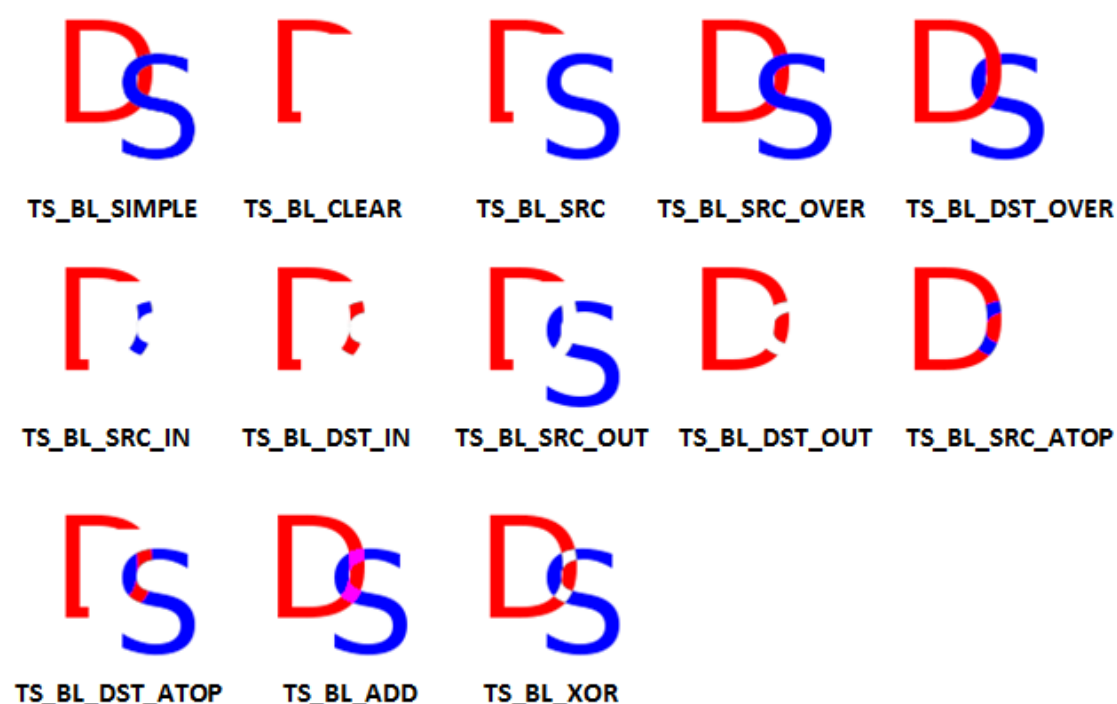 D S D D S D S D S
TS_BL_SIMPLE TS_BL_CLEAR TS_BL_SRC TS_BL_SRC_OVER TS_BL_DST_OVER
D D D S D D
TS_BL_SRC_IN TS_BL_DST_IN TS_BL_SRC_OUT TS_BL_DST_OUT TS_BL_SRC_ATOP
D S D S D S
TS_BL_DST_ATOP TS_BL_ADD TS_BL_XOR